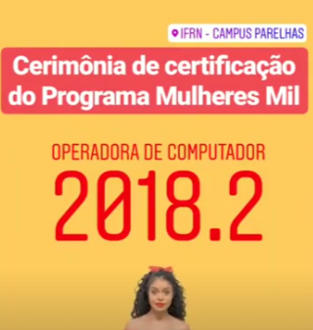 IFRN - CAMPUS PARELHAS
Cerimônia de certificação
do Programa Mulheres Mil
OPERADORA DE COMPUTADOR
2018.2